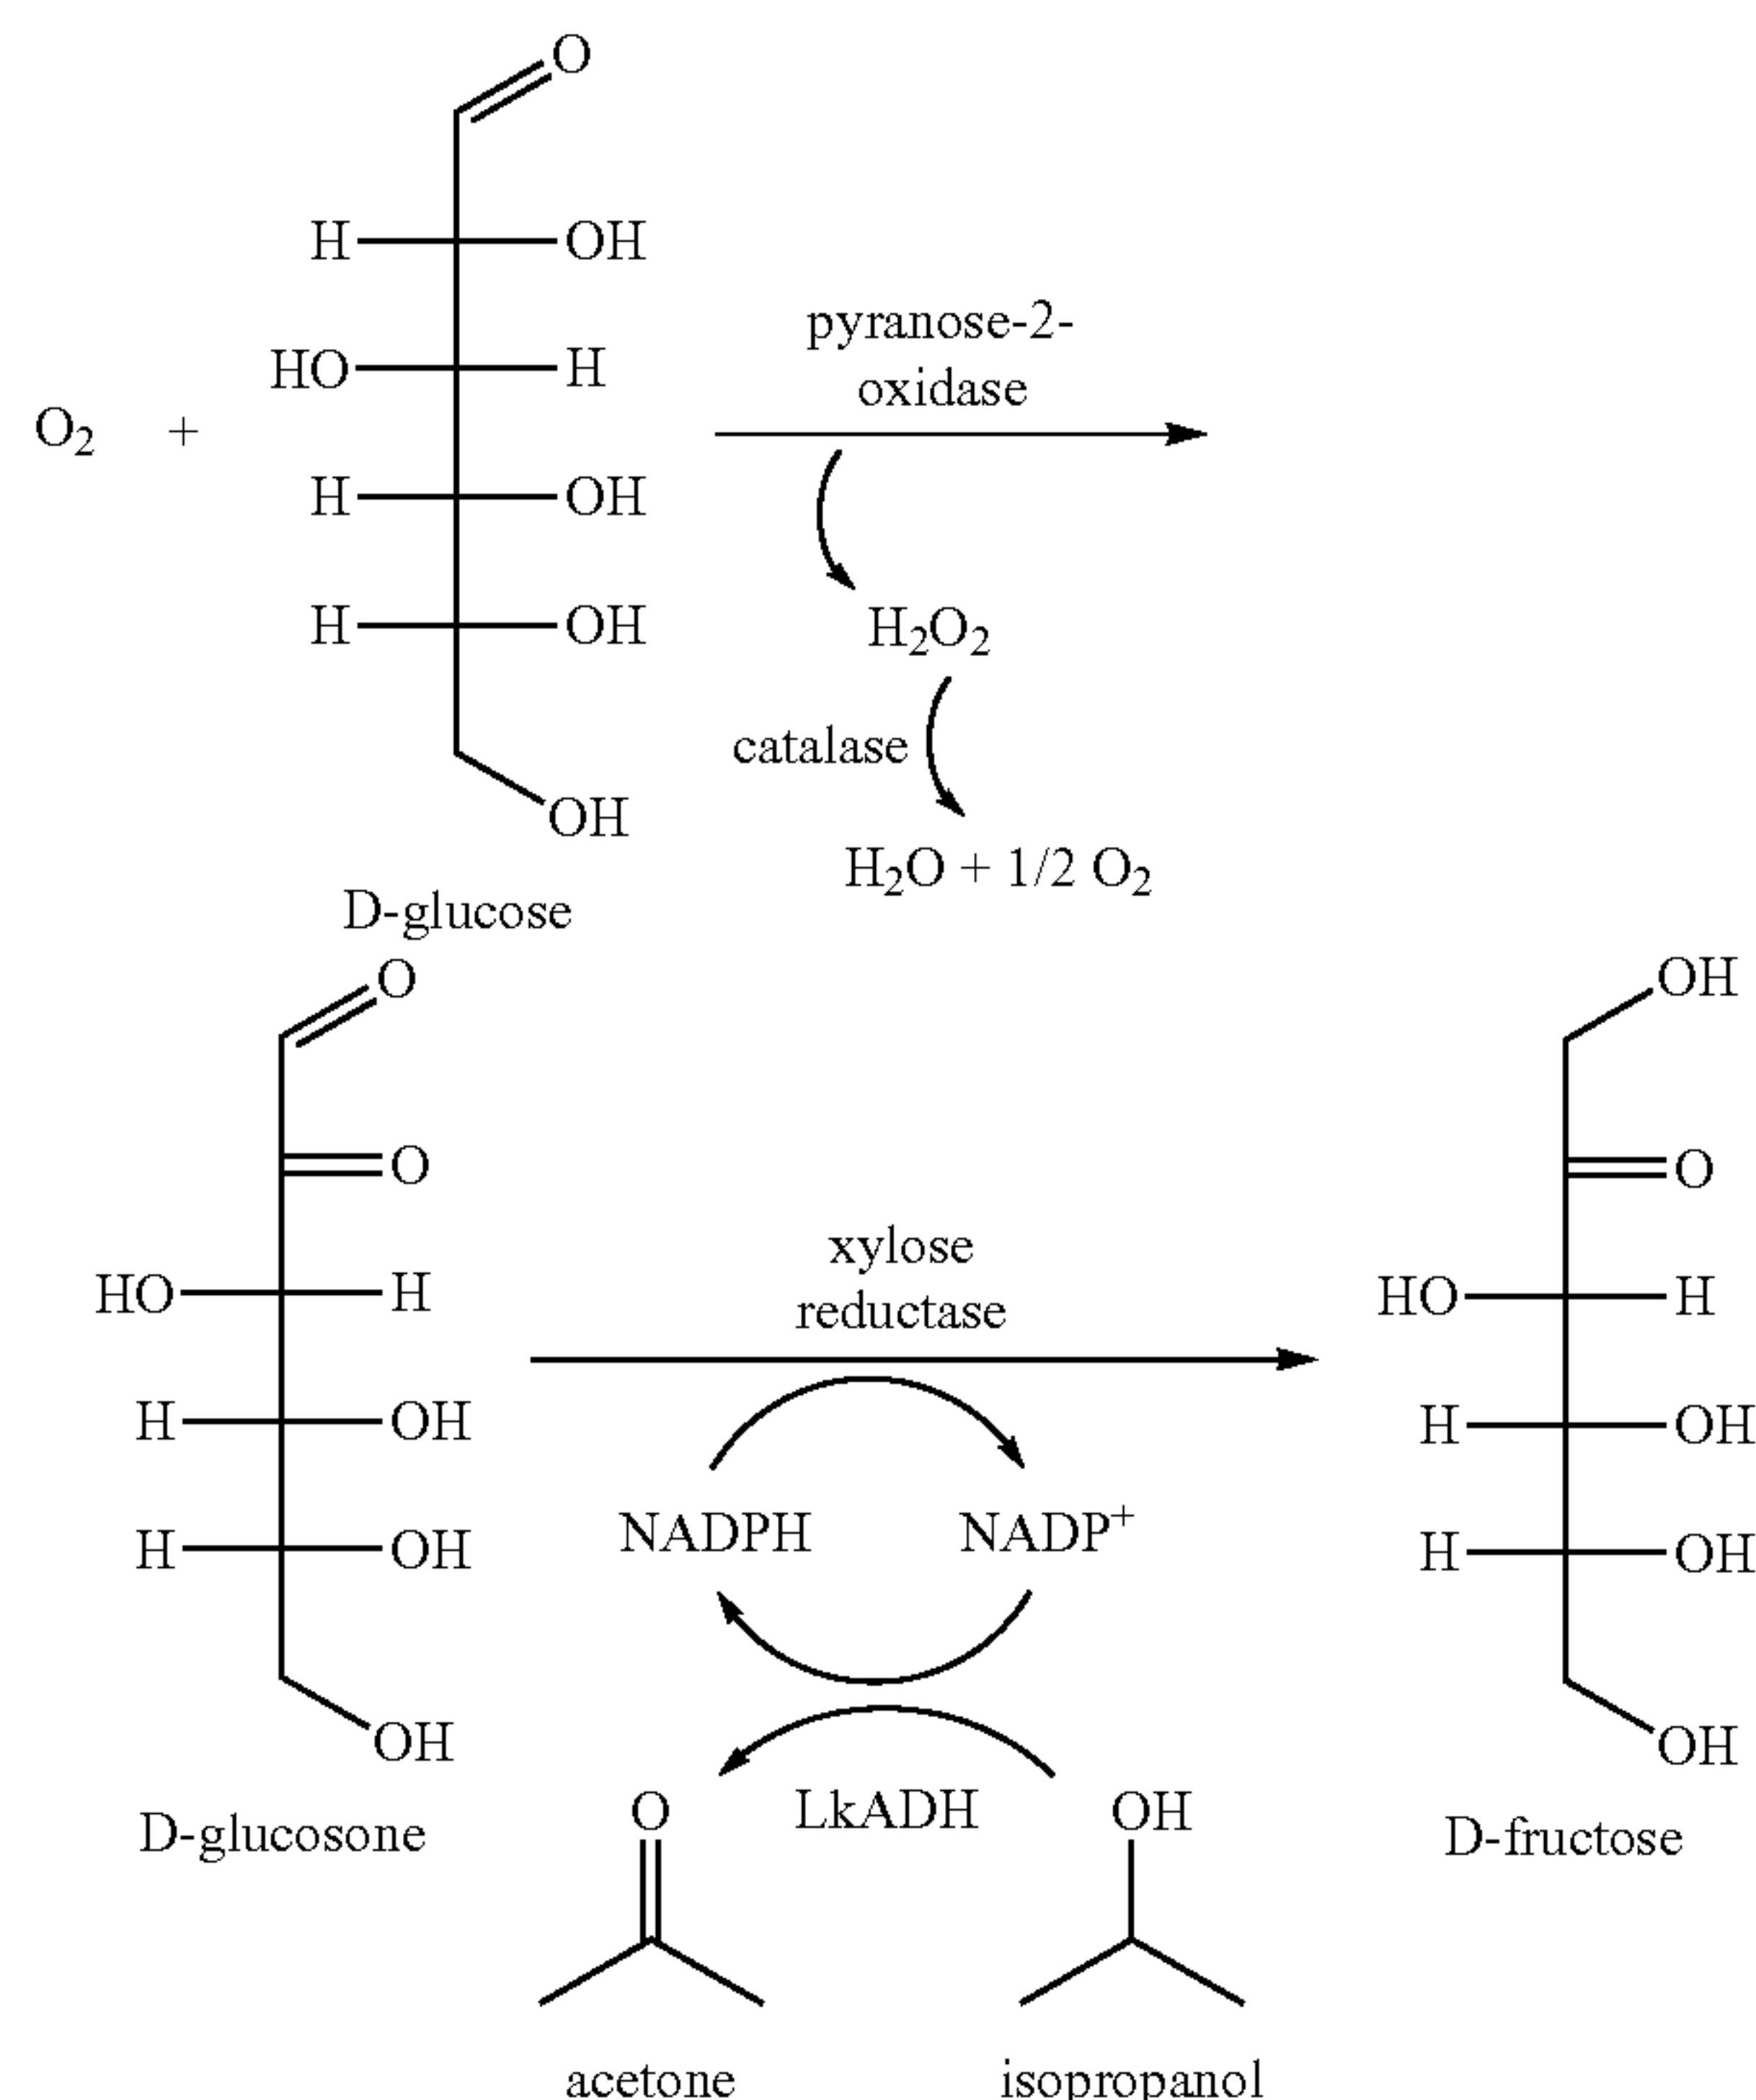 O
H OH
pyranose-2-
oxidase
HO H
O₂ +
H OH
H OH
H₂O₂
catalase
OH
H₂O + 1/2 O₂
D-glucose
O
OH
O
O
xylose
reductase
HO H
HO H
H OH
H OH
NADPH NADP⁺
H OH
H OH
OH
OH
O LkADH OH
D-glucosone
D-fructose
acetone isopropanol